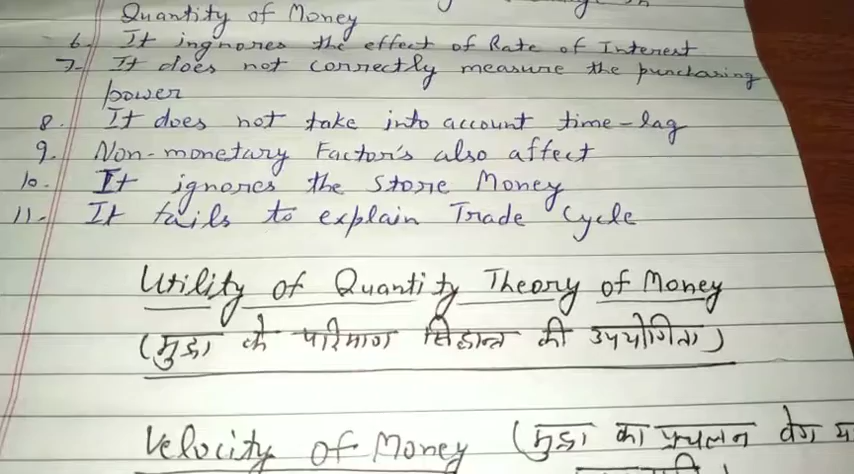 Quantity of Money
6. It ingnores the effect of Rate of Interest
7. It does not correctly measure the purchasing
power
8. It does not take into account time-lag
9. Non-monetary Factor's also affect
10. It ignores the store Money
11. It fails to explain Trade Cycle
Utility of Quantity Theory of Money
(मुद्रा के परिमाण सिद्धान्त की उपयोगिता)
Velocity of Money (मुद्रा का प्रचलन वेग य